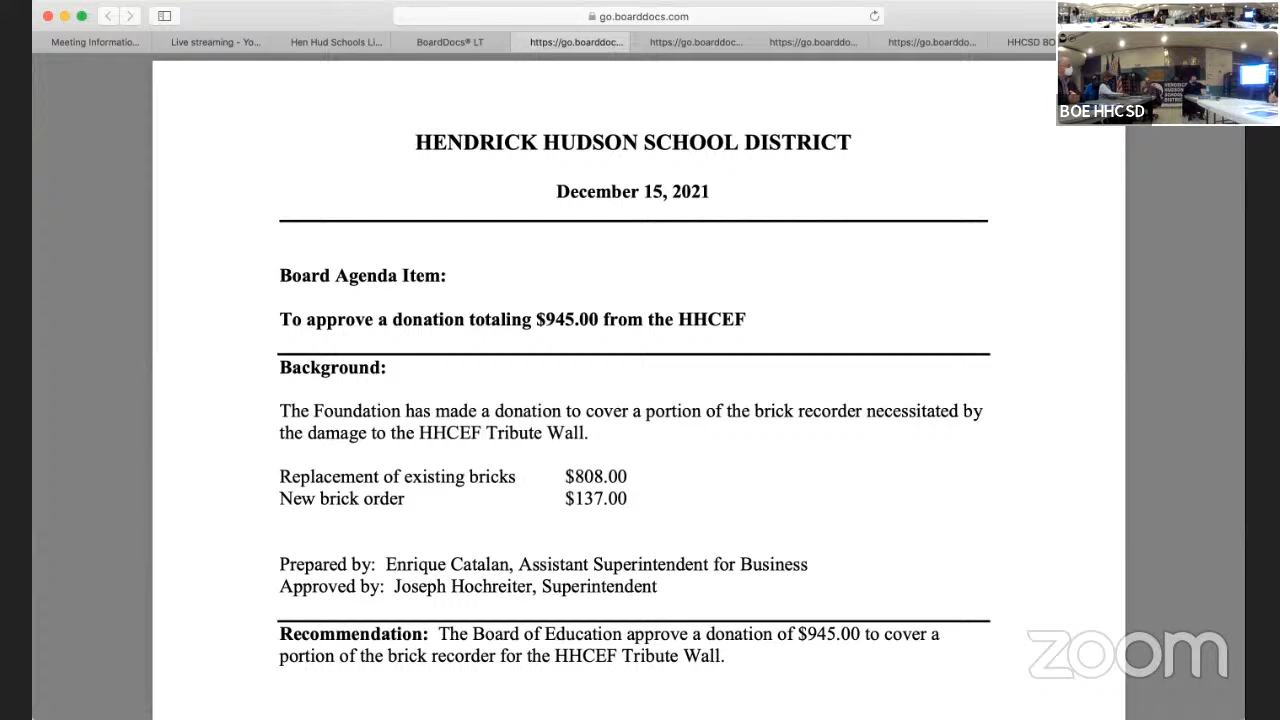 go.boarddocs.com
Meeting Informatio... Live streaming - Yo... Hen Hud Schools Li... BoardDocs® LT https://go.boarddoc... https://go.boarddoc... https://go.boarddo... https://go.boarddo... HHCSD BO
HENDRICK HUDSON SCHOOL DISTRICT
BOE HHCSD
HENDRICK HUDSON SCHOOL DISTRICT
December 15, 2021
Board Agenda Item:
To approve a donation totaling $945.00 from the HHCEF
Background:
The Foundation has made a donation to cover a portion of the brick recorder necessitated by
the damage to the HHCEF Tribute Wall.
Replacement of existing bricks $808.00
New brick order $137.00
Prepared by: Enrique Catalan, Assistant Superintendent for Business
Approved by: Joseph Hochreiter, Superintendent
Recommendation: The Board of Education approve a donation of $945.00 to cover a
portion of the brick recorder for the HHCEF Tribute Wall.
zoom